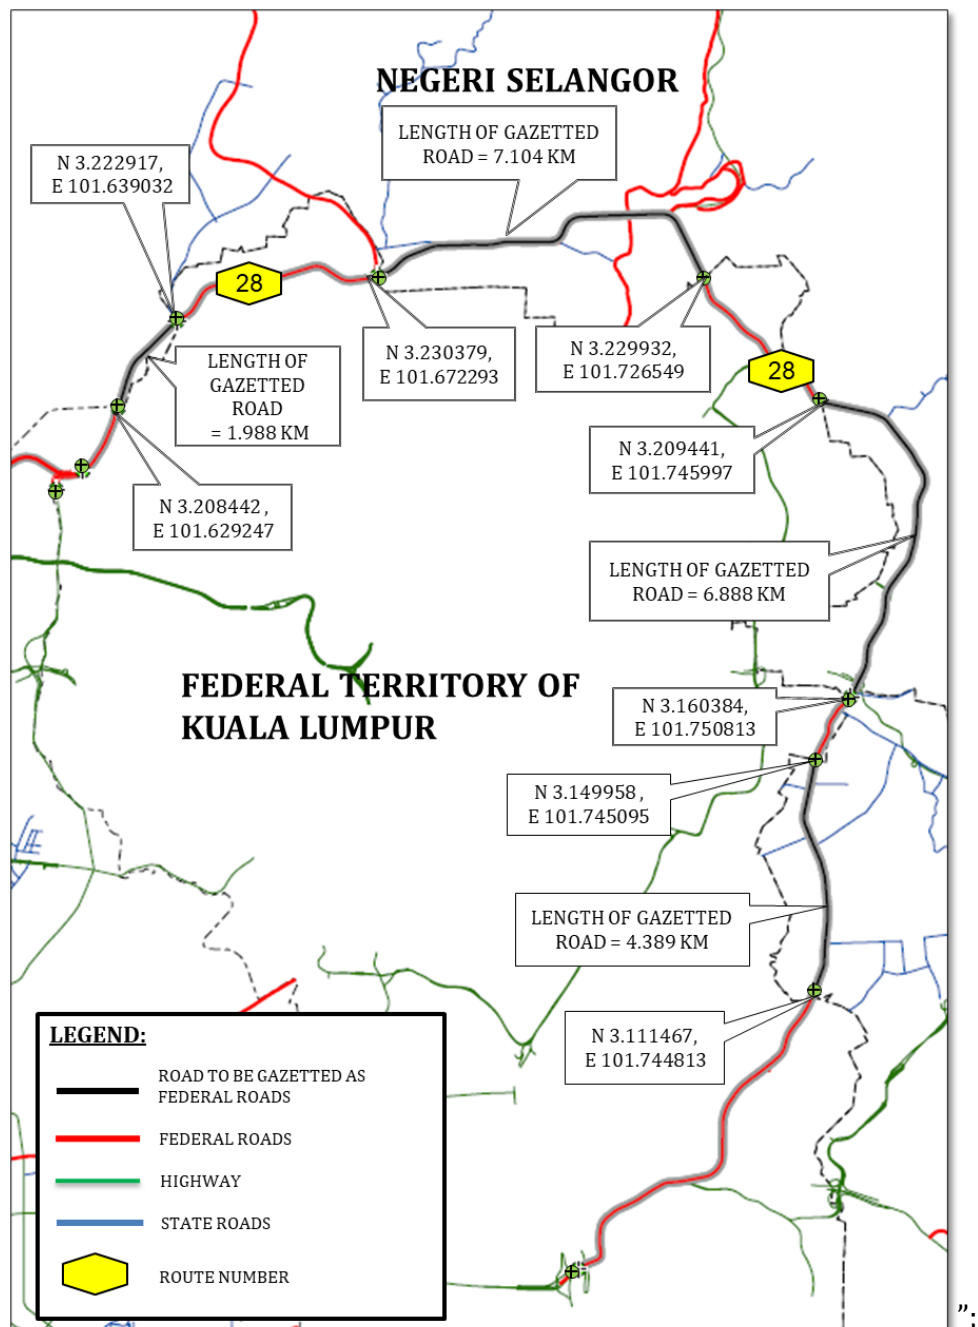 NEGERI SELANGOR
LENGTH OF GAZETTED
ROAD = 7.104 KM
N 3.222917,
E 101.639032
28
LENGTH OF
GAZETTED
ROAD
= 1.988 KM
N 3.230379,
E 101.672293
N 3.229932,
E 101.726549
28
N 3.209441,
E 101.745997
N 3.208442 ,
E 101.629247
LENGTH OF GAZETTED
ROAD = 6.888 KM
FEDERAL TERRITORY OF
KUALA LUMPUR
N 3.160384,
E 101.750813
N 3.149958 ,
E 101.745095
LENGTH OF GAZETTED
ROAD = 4.389 KM
N 3.111467,
E 101.744813
LEGEND:
ROAD TO BE GAZETTED AS
FEDERAL ROADS
FEDERAL ROADS
HIGHWAY
STATE ROADS
ROUTE NUMBER
”;